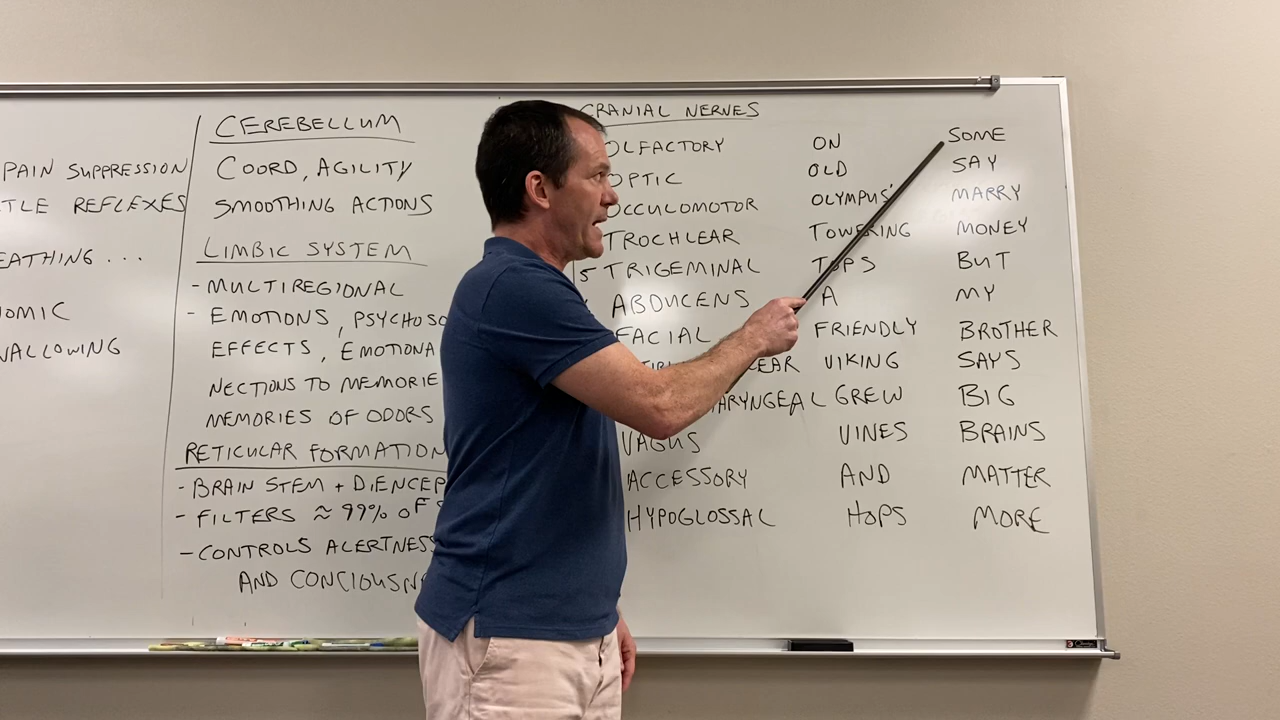 PAIN SUPPRESSION
TLE REFLEXES
EATHING ...
OMIC
WALLOWING
CEREBELLUM
COORD, AGILITY
SMOOTHING ACTIONS
LIMBIC SYSTEM
- MULTIREGIONAL
- EMOTIONS, PSYCHOSO
EFFECTS, EMOTIONA
NECTIONS TO MEMORIE
MEMORIES OF ODORS
RETICULAR FORMATION
- BRAIN STEM + DIENCEP
- FILTERS ≈ 99% OF
- CONTROLS ALERTNESS
AND CONCIOUSN
CRANIAL NERVES
OLFACTORY ON SOME
OPTIC OLD SAY
OCCULOMOTOR OLYMPUS' MARRY
TROCHLEAR TOWERING MONEY
5 TRIGEMINAL TOPS BUT
ABDUCENS A MY
FACIAL FRIENDLY BROTHER
EAR VIKING SAYS
ARYNGEAL GREW BIG
VAGUS VINES BRAINS
ACCESSORY AND MATTER
HYPOGLOSSAL HOPS MORE